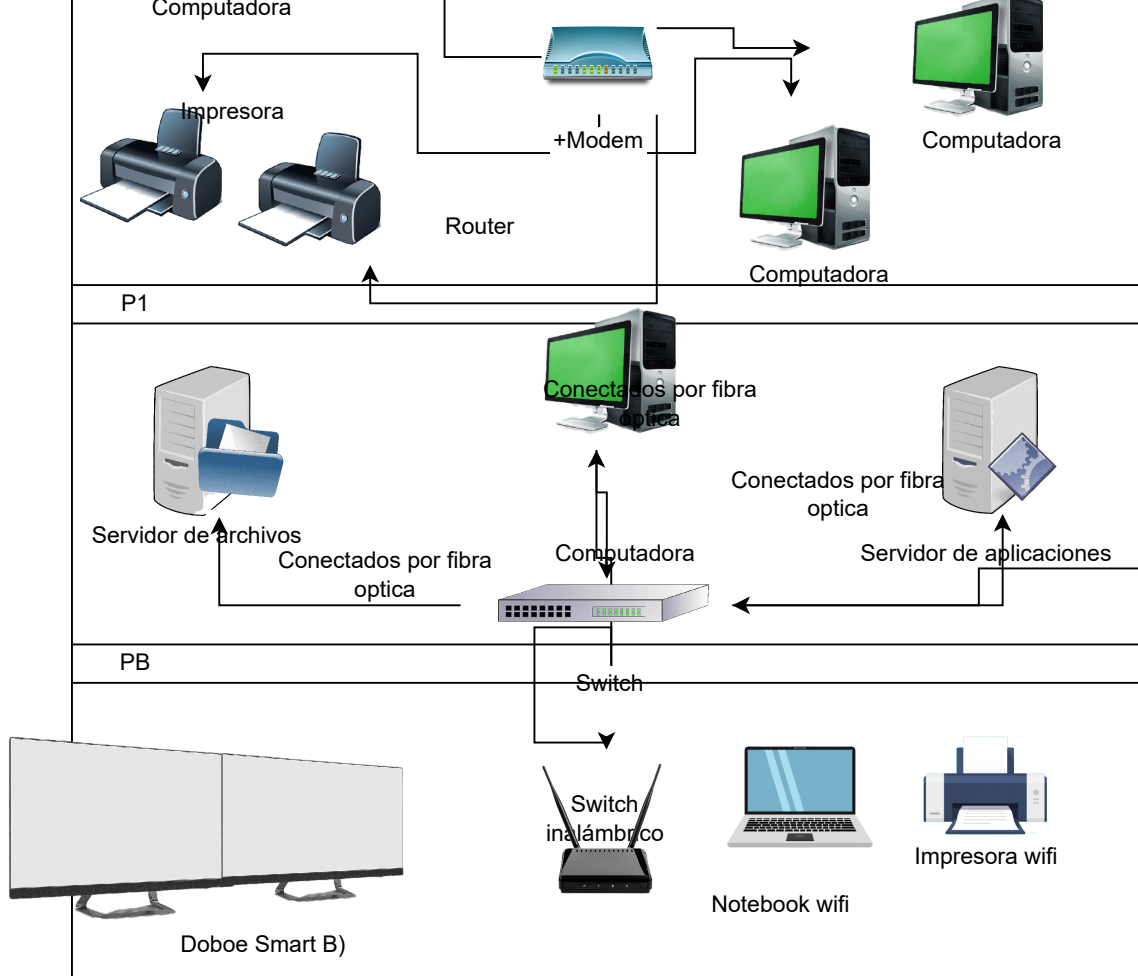 Computadora
Impresora
+Modem
Computadora
Router
Computadora
P1
Conectados por fibra
optica
Conectados por fibra
optica
Servidor de archivos
Conectados por fibra
optica
Computadora
Servidor de aplicaciones
PB
Switch
Switch
inalámbrico
Impresora wifi
Notebook wifi
Doboe Smart B)